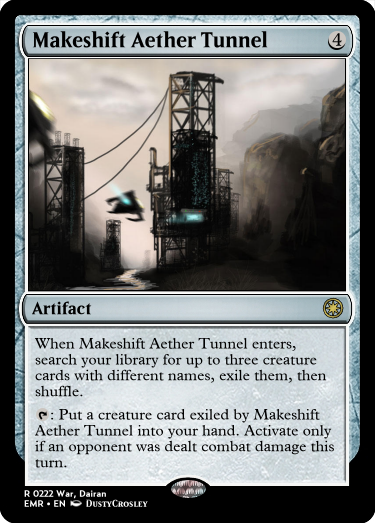 Makeshift Aether Tunnel 4
Artifact
When Makeshift Aether Tunnel enters,
search your library for up to three creature
cards with different names, exile them, then
shuffle.
: Put a creature card exiled by Makeshift
Aether Tunnel into your hand. Activate only
if an opponent was dealt combat damage this
turn.
R 0222 War, Dairan
EMR • EN DustyCrosley